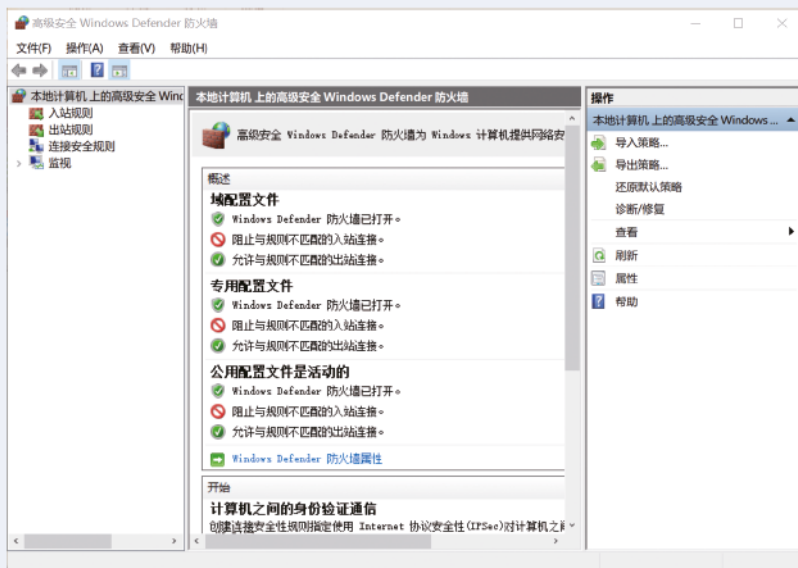 高级安全 Windows Defender 防火墙
文件(F) 操作(A) 查看(V) 帮助(H)
本地计算机 上的高级安全 Wind
入站规则
出站规则
连接安全规则
监视
本地计算机 上的高级安全 Windows Defender 防火墙
高级安全 Windows Defender 防火墙为 Windows 计算机提供网络安
概述
域配置文件
Windows Defender 防火墙已打开。
阻止与规则不匹配的入站连接。
允许与规则不匹配的出站连接。
专用配置文件
Windows Defender 防火墙已打开。
阻止与规则不匹配的入站连接。
允许与规则不匹配的出站连接。
公用配置文件是活动的
Windows Defender 防火墙已打开。
阻止与规则不匹配的入站连接。
允许与规则不匹配的出站连接。
Windows Defender 防火墙属性
开始
计算机之间的身份验证通信
创建连接安全性规则指定使用 Internet 协议安全性(IPSec)对计算机之间
操作
本地计算机 上的高级安全 Windows ...
导入策略...
导出策略...
还原默认策略
诊断/修复
查看
刷新
属性
帮助